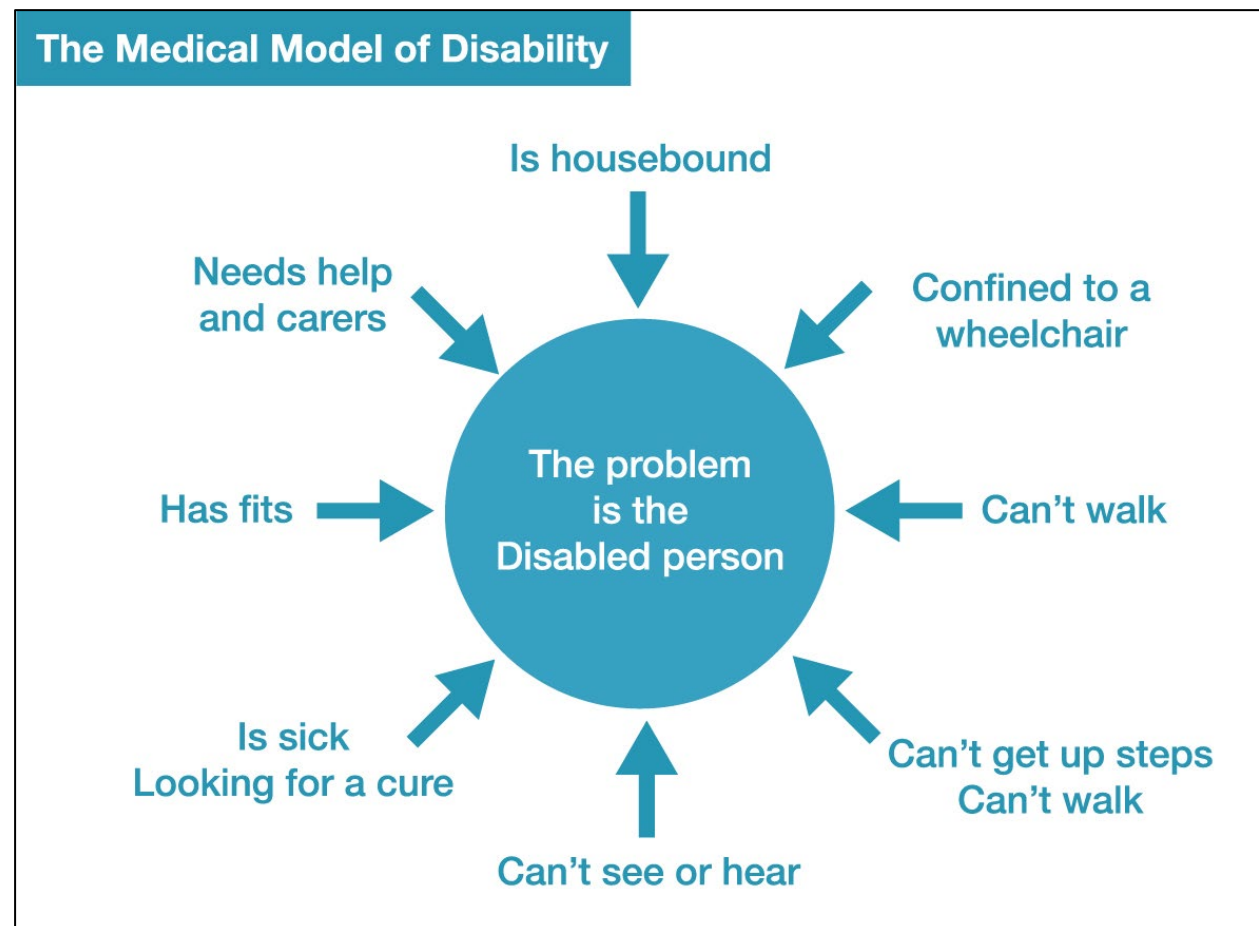 The Medical Model of Disability
Is housebound
Needs help
and carers
Confined to a
wheelchair
Has fits
The problem
is the
Disabled person
Can't walk
Is sick
Looking for a cure
Can't get up steps
Can't walk
Can't see or hear